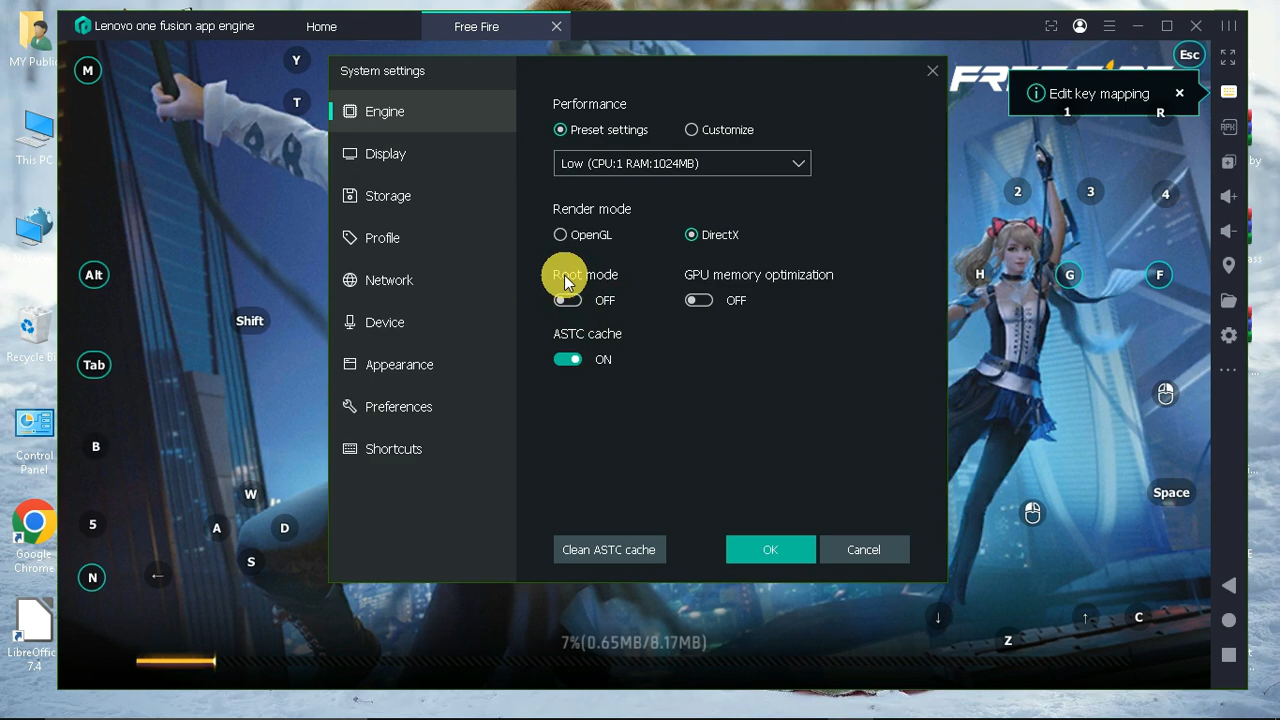 Lenovo one fusion app engine
Home
Free Fire
MY Public
This PC
Recycle Bi
Control
Panel
Google
Chrome
LibreOffice
7.4
Esc
Edit key mapping
System settings
Engine
Display
Storage
Profile
Network
Device
Appearance
Preferences
Shortcuts
Performance
Preset settings
Customize
Low (CPU:1 RAM:1024MB)
Render mode
OpenGL
DirectX
Root mode
GPU memory optimization
OFF
OFF
ASTC cache
ON
Clean ASTC cache
OK
Cancel
M
Y
T
Alt
Shift
Tab
B
W
A
D
S
5
N
←
1
R
2
3
4
H
G
F
Space
↓
↑
C
Z
APK
7%(0.65MB/8.17MB)